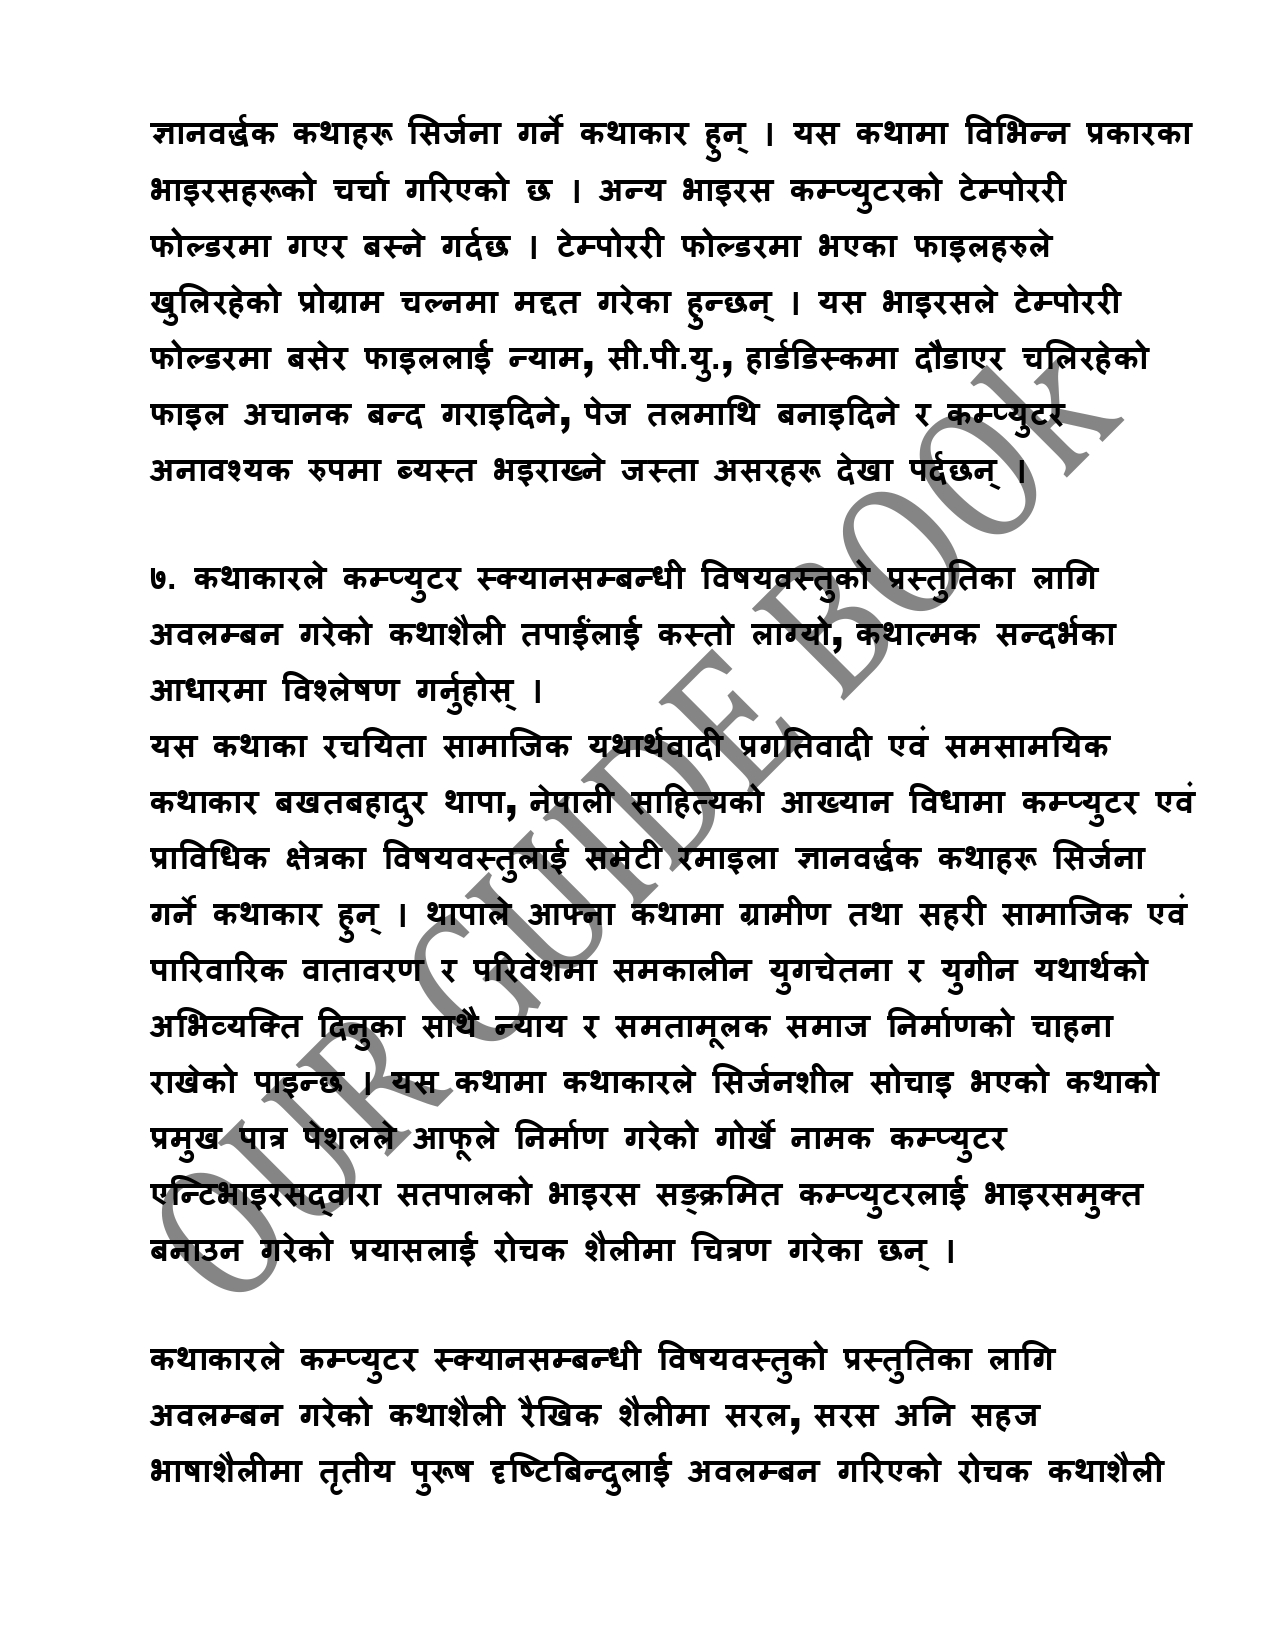 ज्ञानवर्द्धक कथाहरू सिर्जना गर्ने कथाकार हुन् । यस कथामा विभिन्न प्रकारका
भाइरसहरूको चर्चा गरिएको छ । अन्य भाइरस कम्प्युटरको टेम्पोररी
फोल्डरमा गएर बस्ने गर्दछ । टेम्पोररी फोल्डरमा भएका फाइलहरुले
खुलिरहेको प्रोग्राम चल्नमा मद्दत गरेका हुन्छन् । यस भाइरसले टेम्पोररी
फोल्डरमा बसेर फाइललाई न्याम, सी.पी.यु., हार्डडिस्कमा दौडाएर चलिरहेको
फाइल अचानक बन्द गराइदिने, पेज तलमाथि बनाइदिने र कम्प्युटर
अनावश्यक रुपमा ब्यस्त भइराख्ने जस्ता असरहरू देखा पर्दछन् ।
७. कथाकारले कम्प्युटर स्क्यानसम्बन्धी विषयवस्तुको प्रस्तुतिका लागि
अवलम्बन गरेको कथाशैली तपाईंलाई कस्तो लाग्यो, कथात्मक सन्दर्भका
आधारमा विश्लेषण गर्नुहोस् ।
यस कथाका रचयिता सामाजिक यथार्थवादी प्रगतिवादी एवं समसामयिक
कथाकार बखतबहादुर थापा, नेपाली साहित्यको आख्यान विधामा कम्प्युटर एवं
प्राविधिक क्षेत्रका विषयवस्तुलाई समेटी रमाइला ज्ञानवर्द्धक कथाहरू सिर्जना
गर्ने कथाकार हुन् । थापाले आफ्ना कथामा ग्रामीण तथा सहरी सामाजिक एवं
पारिवारिक वातावरण र परिवेशमा समकालीन युगचेतना र युगीन यथार्थको
अभिव्यक्ति दिनुका साथै न्याय र समतामूलक समाज निर्माणको चाहना
राखेको पाइन्छ । यस कथामा कथाकारले सिर्जनशील सोचाइ भएको कथाको
प्रमुख पात्र पेशलले आफूले निर्माण गरेको गोर्खे नामक कम्प्युटर
एन्टिभाइरसद्‌वारा सतपालको भाइरस सङ्क्रमित कम्प्युटरलाई भाइरसमुक्त
बनाउन गरेको प्रयासलाई रोचक शैलीमा चित्रण गरेका छन् ।
कथाकारले कम्प्युटर स्क्यानसम्बन्धी विषयवस्तुको प्रस्तुतिका लागि
अवलम्बन गरेको कथाशैली रैखिक शैलीमा सरल, सरस अनि सहज
भाषाशैलीमा तृतीय पुरूष दृष्टिबिन्दुलाई अवलम्बन गरिएको रोचक कथाशैली
OUR GUIDE BOOk